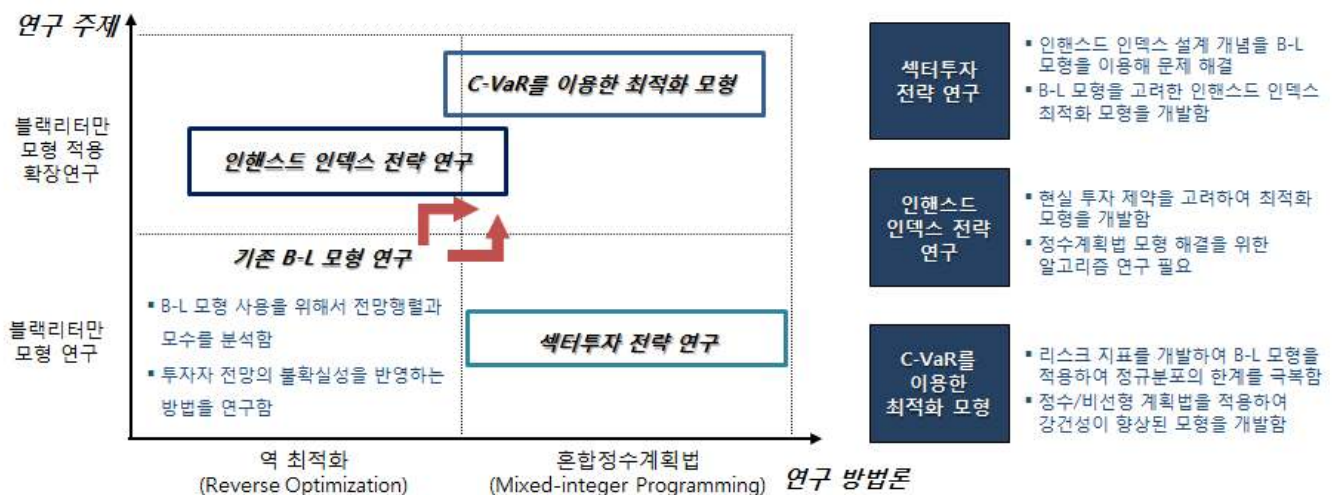 연구 주제
C-VaR를 이용한 최적화 모형
블랙리터만
모형 적용
확장연구
인핸스드 인덱스 전략 연구
기존 B-L 모형 연구
▪ B-L 모형 사용을 위해서 전망행렬과
모수를 분석함
▪ 투자자 전망의 불확실성을 반영하는
방법을 연구함
블랙리터만
모형 연구
섹터투자 전략 연구
역 최적화
(Reverse Optimization)
혼합정수계획법
(Mixed-integer Programming)
연구 방법론
섹터투자
전략 연구
▪ 인핸스드 인덱스 설계 개념을 B-L
모형을 이용해 문제 해결
▪ B-L 모형을 고려한 인핸스드 인덱스
최적화 모형을 개발함
인핸스드
인덱스 전략
연구
▪ 현실 투자 제약을 고려하여 최적화
모형을 개발함
▪ 정수계획법 모형 해결을 위한
알고리즘 연구 필요
C-VaR를
이용한
최적화 모형
▪ 리스크 지표를 개발하여 B-L 모형을
적용하여 정규분포의 한계를 극복함
▪ 정수/비선형 계획법을 적용하여
강건성이 향상된 모형을 개발함